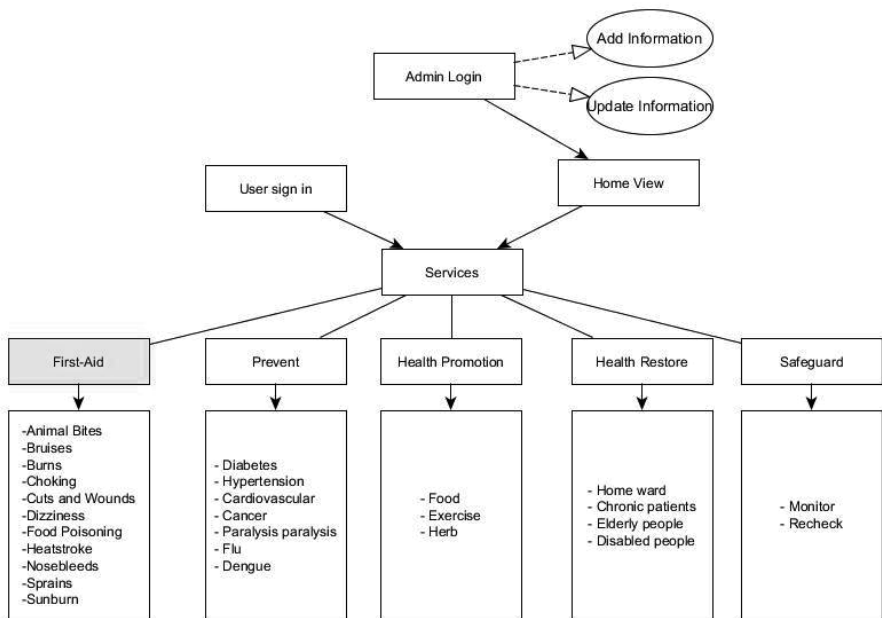 Add Information
Admin Login
Update Information
User sign in
Home View
Services
First-Aid
Prevent
Health Promotion
Health Restore
Safeguard
-Animal Bites
-Bruises
-Burns
-Choking
-Cuts and Wounds
-Dizziness
-Food Poisoning
-Heatstroke
-Nosebleeds
-Sprains
-Sunburn
- Diabetes
- Hypertension
- Cardiovascular
- Cancer
- Paralysis paralysis
- Flu
- Dengue
- Food
- Exercise
- Herb
- Home ward
- Chronic patients
- Elderly people
- Disabled people
- Monitor
- Recheck